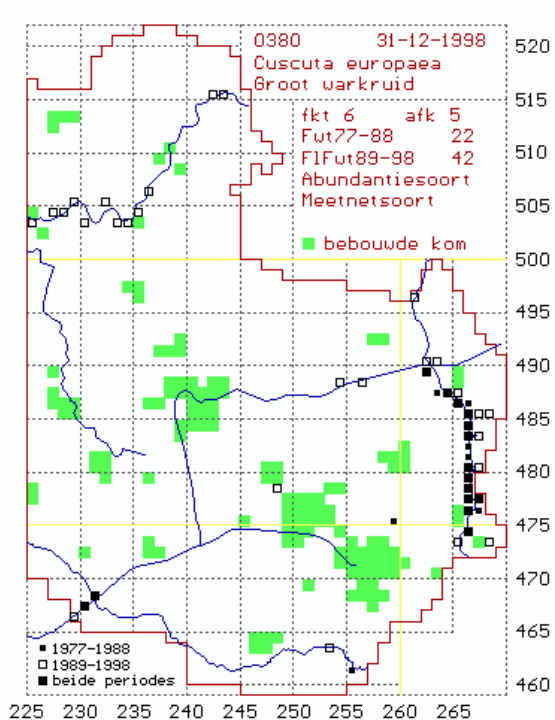 0380 31-12-1998
Cuscuta europaea
Groot warkruid
fkt 6 afk 5
Fwt77-88 22
FlFwt89-98 42
Abundantiesoort
Meetnetsoort
bebouwde kom
520
515
510
505
500
495
490
485
480
475
470
465
460
1977-1988
1989-1998
beide periodes
225 230 235 240 245 250 255 260 265